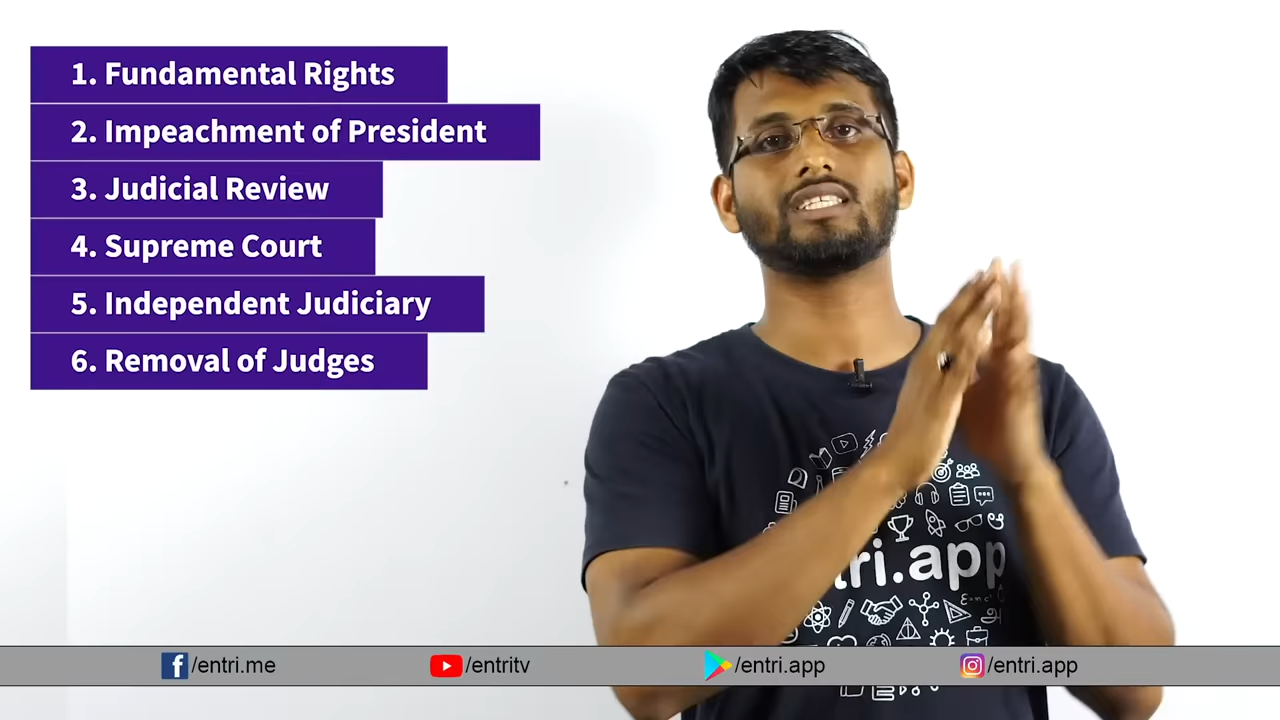 1. Fundamental Rights
2. Impeachment of President
3. Judicial Review
4. Supreme Court
5. Independent Judiciary
6. Removal of Judges
tri.app
/entri.me
/entritv
/entri.app
/entri.app